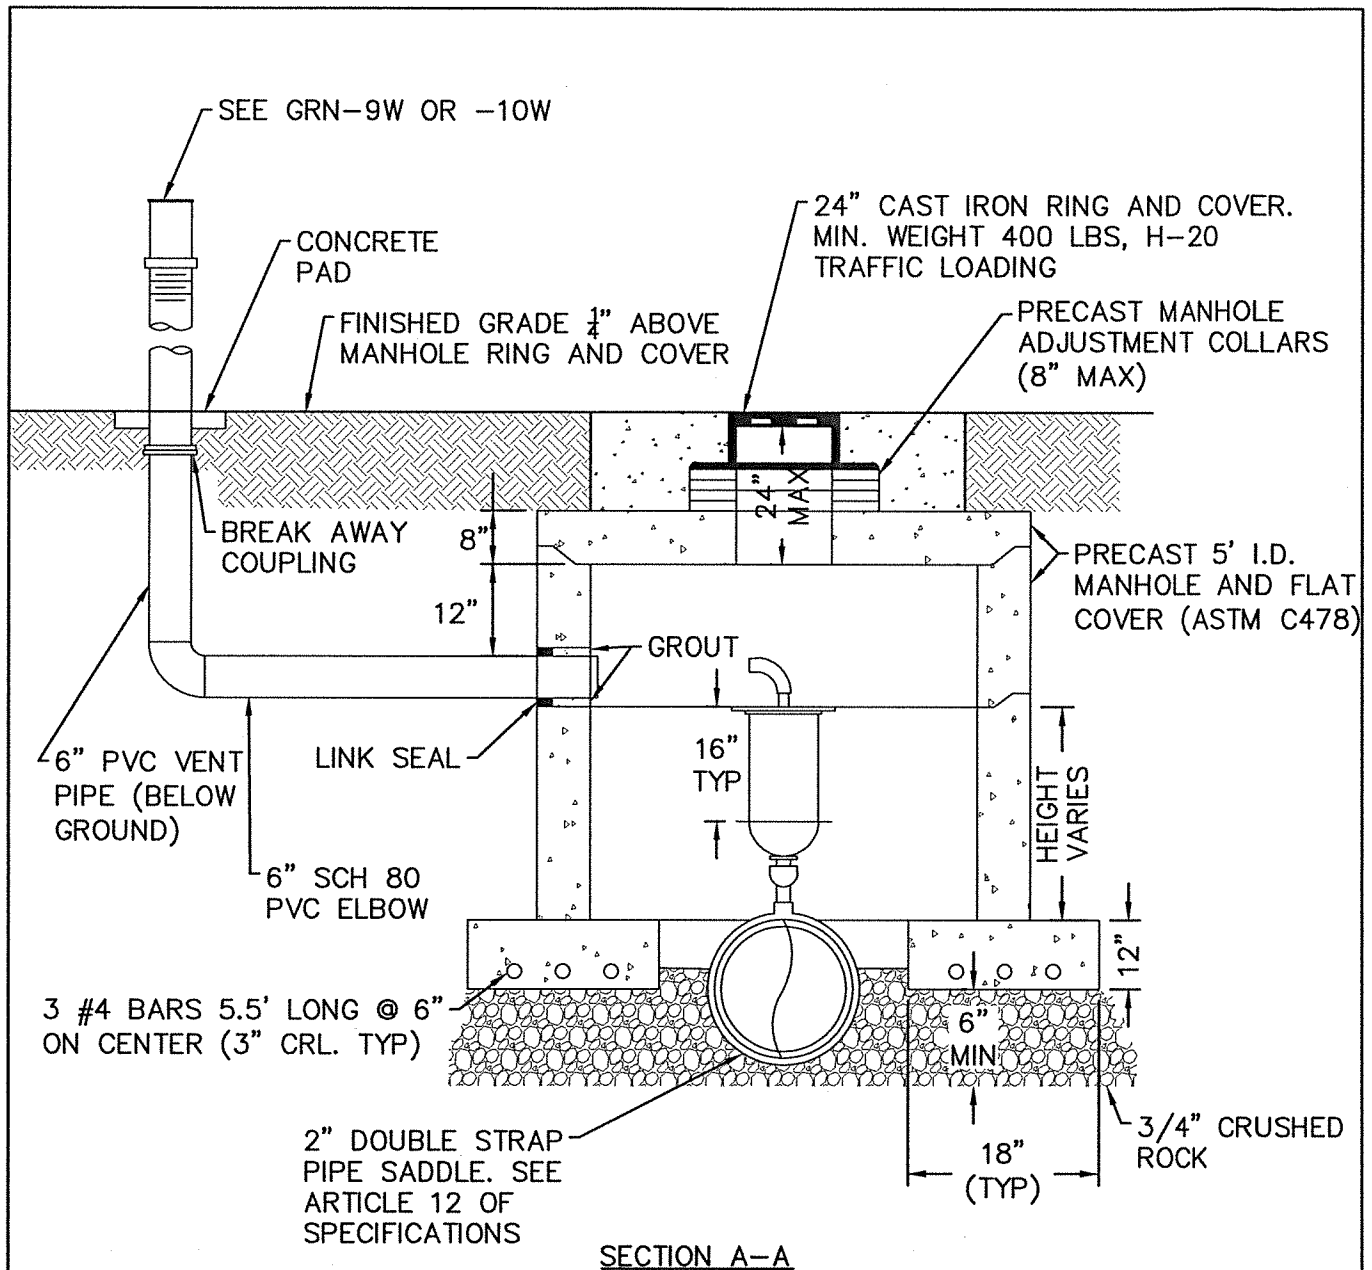 SEE GRN-9W OR -10W
24" CAST IRON RING AND COVER.
MIN. WEIGHT 400 LBS, H-20
TRAFFIC LOADING
CONCRETE
PAD
FINISHED GRADE 1/4" ABOVE
MANHOLE RING AND COVER
PRECAST MANHOLE
ADJUSTMENT COLLARS
(8" MAX)
24"
MAX
BREAK AWAY
COUPLING
8"
12"
PRECAST 5' I.D.
MANHOLE AND FLAT
COVER (ASTM C478)
GROUT
LINK SEAL
16"
TYP
HEIGHT
VARIES
6" PVC VENT
PIPE (BELOW
GROUND)
6" SCH 80
PVC ELBOW
12"
3 #4 BARS 5.5' LONG @ 6"
ON CENTER (3" CRL. TYP)
6"
MIN
2" DOUBLE STRAP
PIPE SADDLE. SEE
ARTICLE 12 OF
SPECIFICATIONS
18"
(TYP)
3/4" CRUSHED
ROCK
SECTION A-A